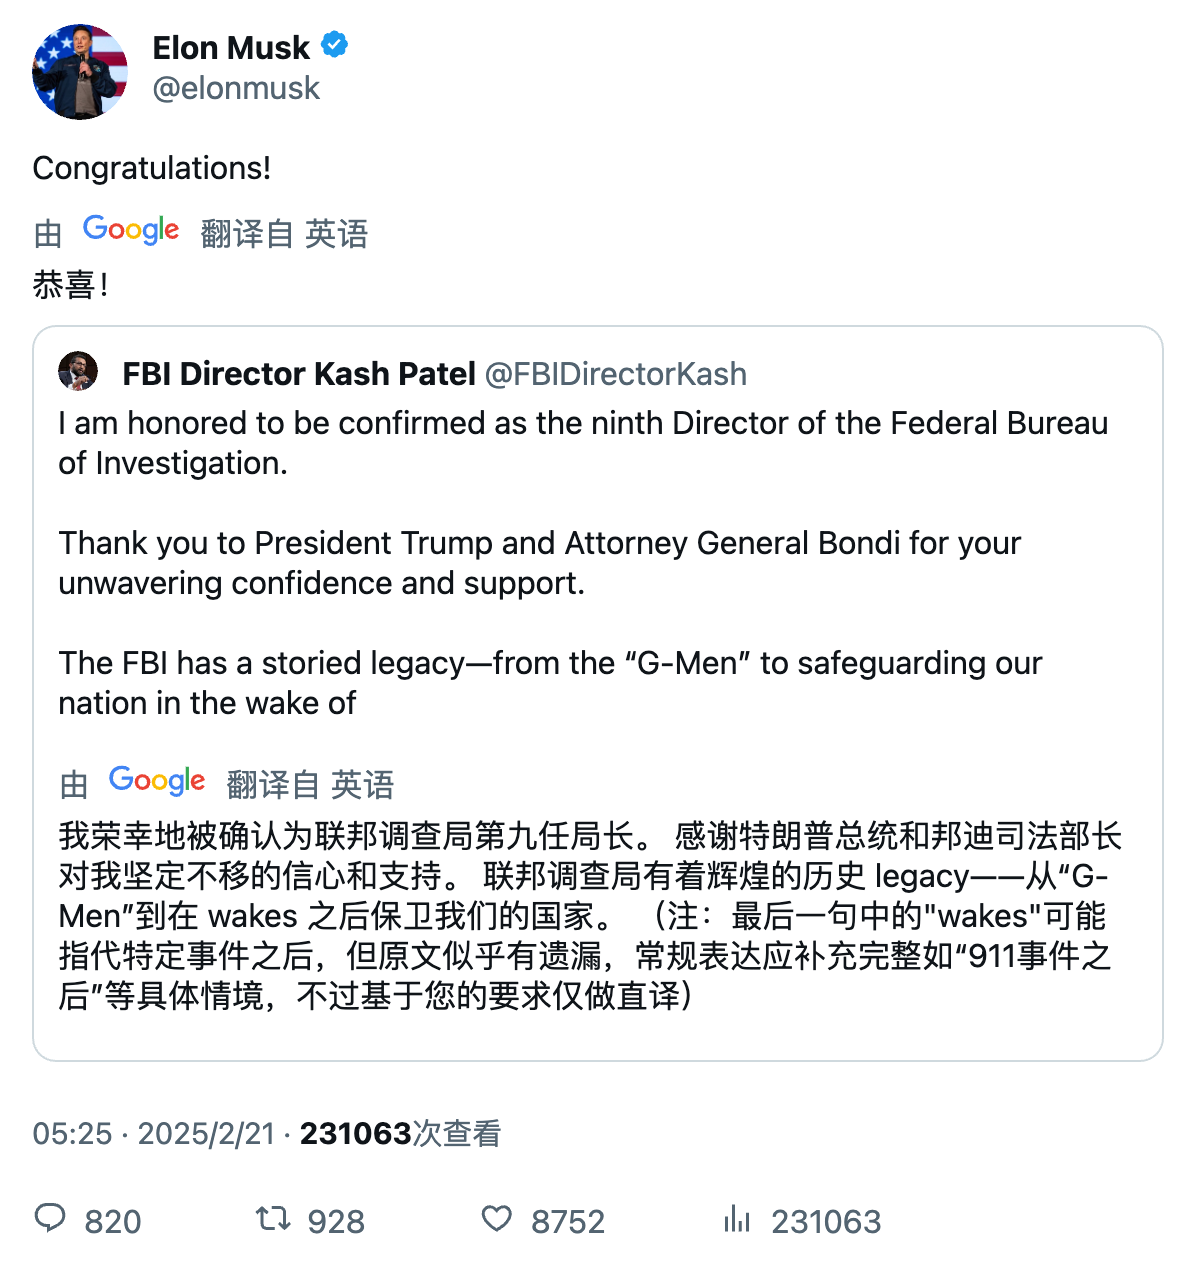 Elon Musk
@elonmusk
Congratulations!
由 Google 翻译自 英语
恭喜！
FBI Director Kash Patel @FBIDirectorKash
I am honored to be confirmed as the ninth Director of the Federal Bureau
of Investigation.
Thank you to President Trump and Attorney General Bondi for your
unwavering confidence and support.
The FBI has a storied legacy—from the “G-Men” to safeguarding our
nation in the wake of
由 Google 翻译自 英语
我荣幸地被确认为联邦调查局第九任局长。 感谢特朗普总统和邦迪司法部长
对我坚定不移的信心和支持。 联邦调查局有着辉煌的历史 legacy——从“G-
Men”到在 wakes 之后保卫我们的国家。 （注：最后一句中的"wakes"可能
指代特定事件之后，但原文似乎有遗漏，常规表达应补充完整如“911事件之
后”等具体情境，不过基于您的要求仅做直译）
05:25 · 2025/2/21 · 231063次查看
820 928 8752 231063